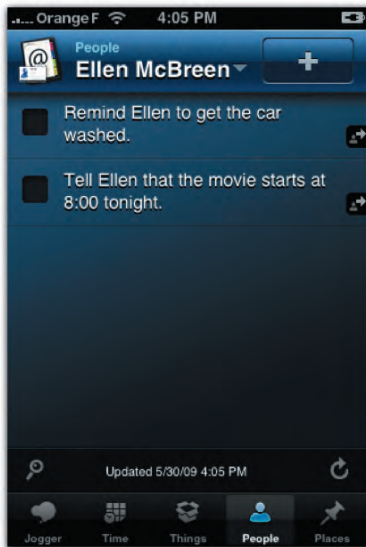 Orange F 4:05 PM
People
Ellen McBreen
Remind Ellen to get the car
washed.
Tell Ellen that the movie starts at
8:00 tonight.
Updated 5/30/09 4:05 PM
Jogger Time Things People Places